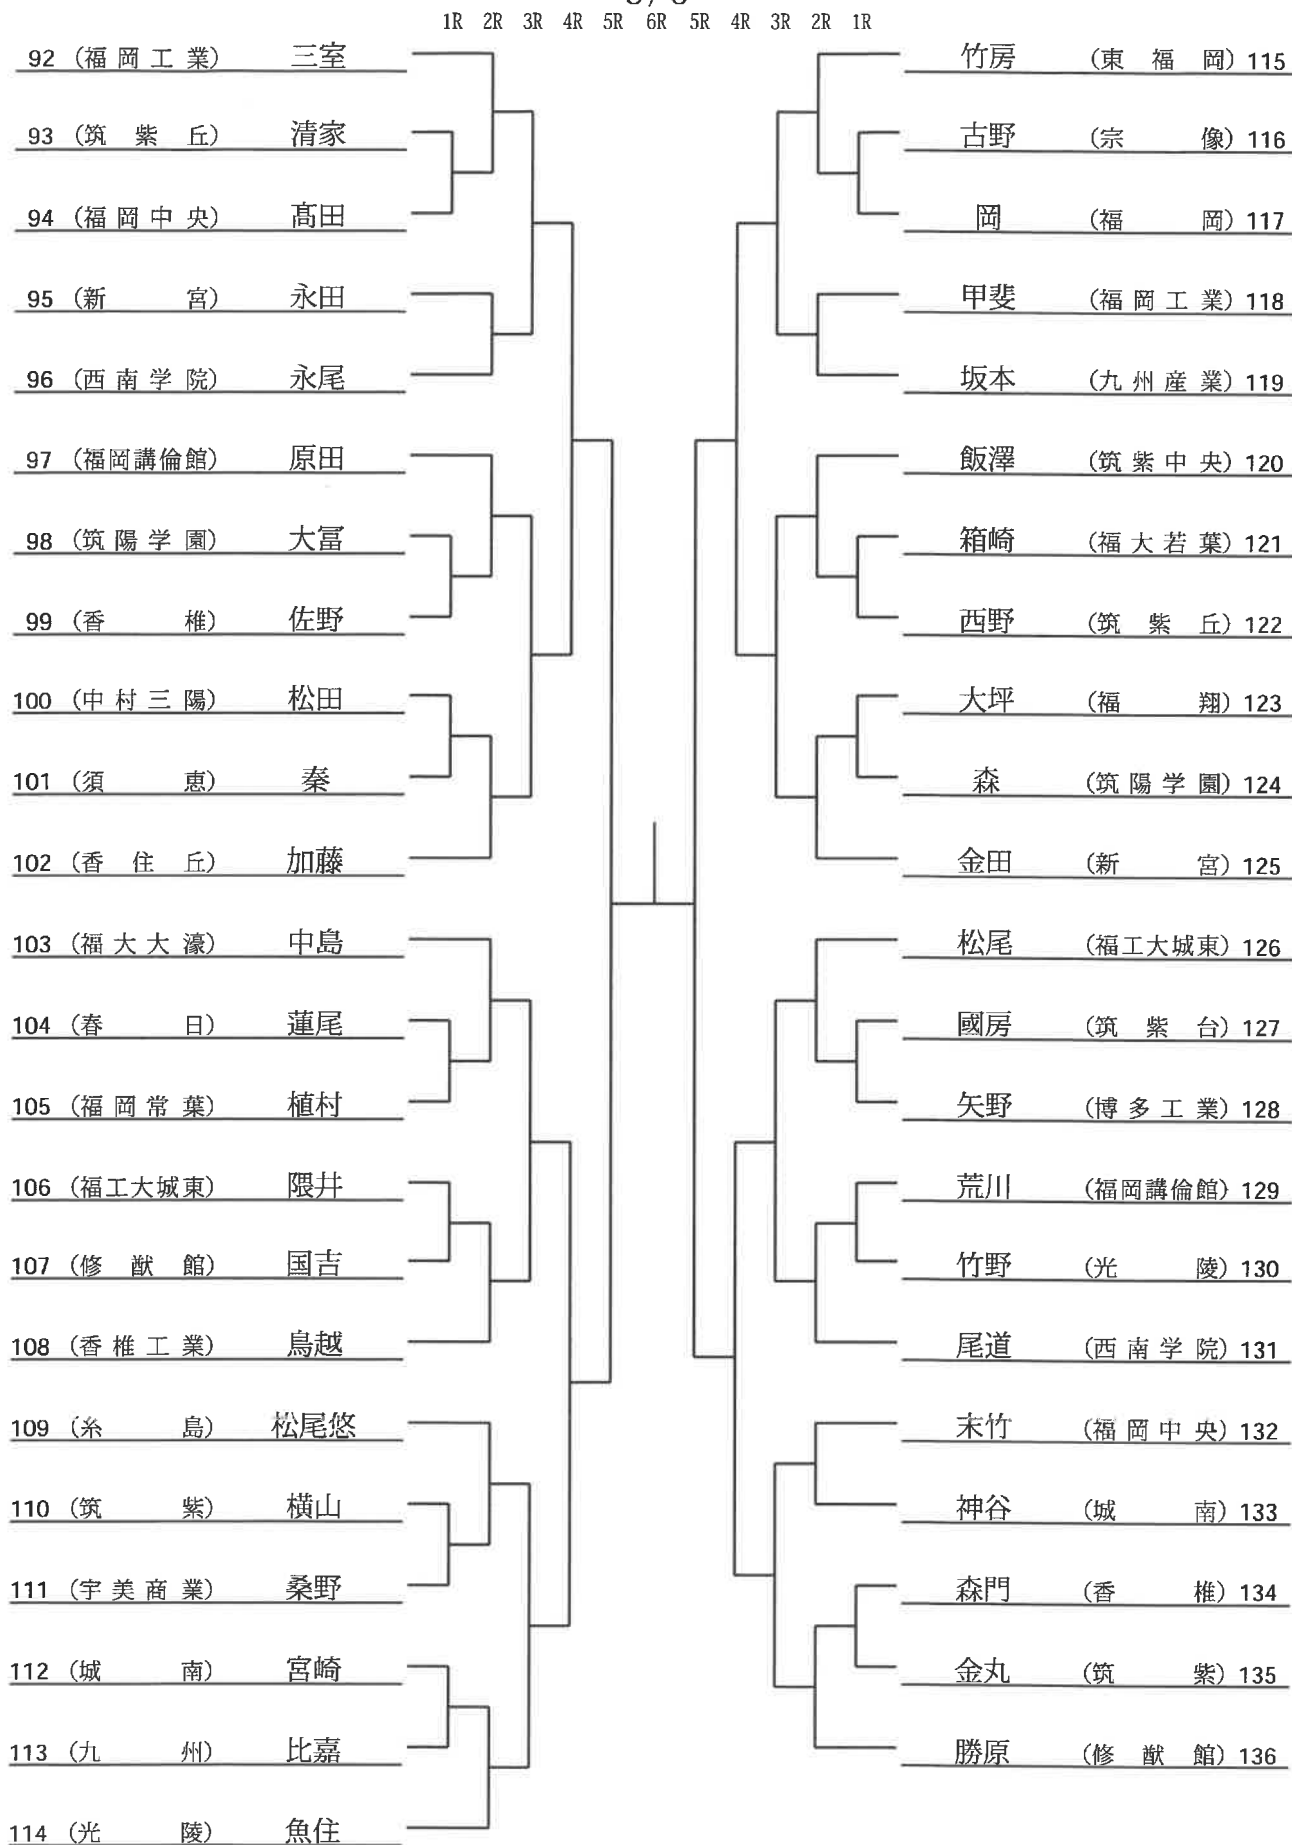 1R 2R 3R 4R 5R 6R 5R 4R 3R 2R 1R
92 (福岡工業) 三室
93 (筑紫丘) 清家
94 (福岡中央) 髙田
95 (新宮) 永田
96 (西南学院) 永尾
97 (福岡講倫館) 原田
98 (筑陽学園) 大冨
99 (香椎) 佐野
100 (中村三陽) 松田
101 (須恵) 秦
102 (香住丘) 加藤
103 (福大大濠) 中島
104 (春日) 蓮尾
105 (福岡常葉) 植村
106 (福工大城東) 隈井
107 (修猷館) 国吉
108 (香椎工業) 鳥越
109 (糸島) 松尾悠
110 (筑紫) 横山
111 (宇美商業) 桑野
112 (城南) 宮崎
113 (九州) 比嘉
114 (光陵) 魚住
竹房 (東福岡) 115
古野 (宗像) 116
岡 (福岡) 117
甲斐 (福岡工業) 118
坂本 (九州産業) 119
飯澤 (筑紫中央) 120
箱崎 (福大若葉) 121
西野 (筑紫丘) 122
大坪 (福翔) 123
森 (筑陽学園) 124
金田 (新宮) 125
松尾 (福工大城東) 126
國房 (筑紫台) 127
矢野 (博多工業) 128
荒川 (福岡講倫館) 129
竹野 (光陵) 130
尾道 (西南学院) 131
末竹 (福岡中央) 132
神谷 (城南) 133
森門 (香椎) 134
金丸 (筑紫) 135
勝原 (修猷館) 136